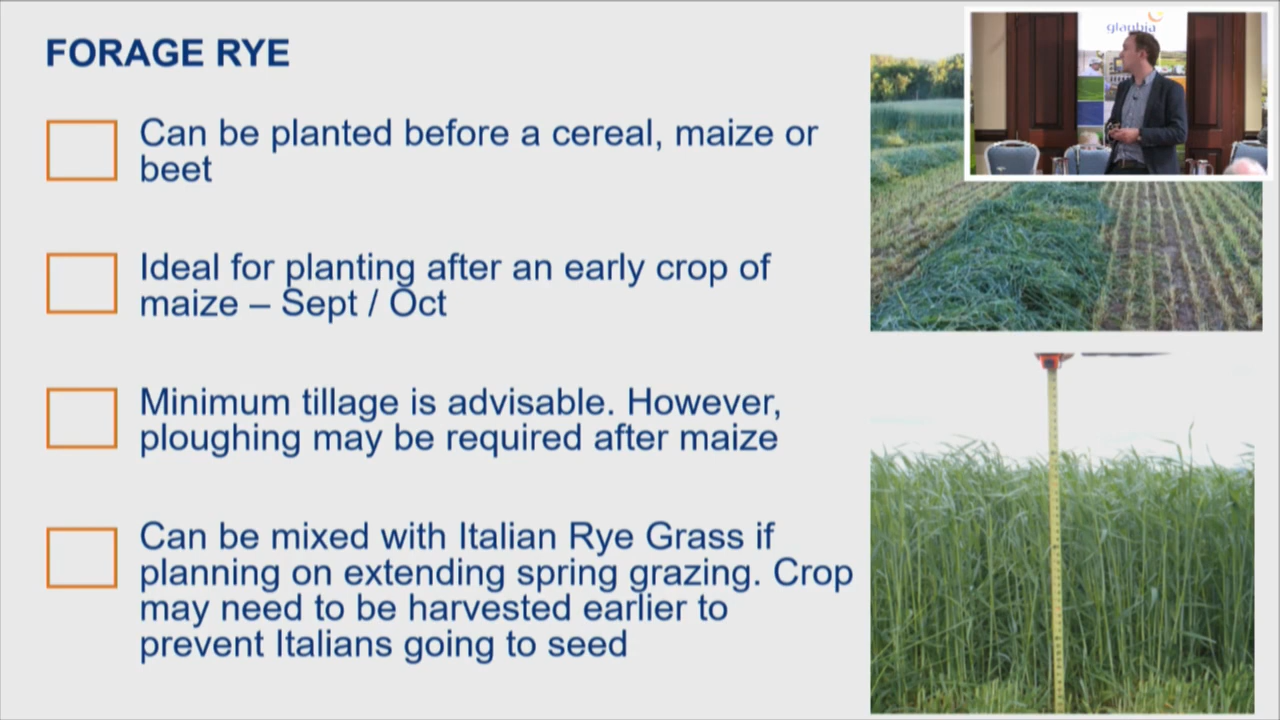 FORAGE RYE
Can be planted before a cereal, maize or
beet
Ideal for planting after an early crop of
maize – Sept / Oct
Minimum tillage is advisable. However,
ploughing may be required after maize
Can be mixed with Italian Rye Grass if
planning on extending spring grazing. Crop
may need to be harvested earlier to
prevent Italians going to seed
glanbia